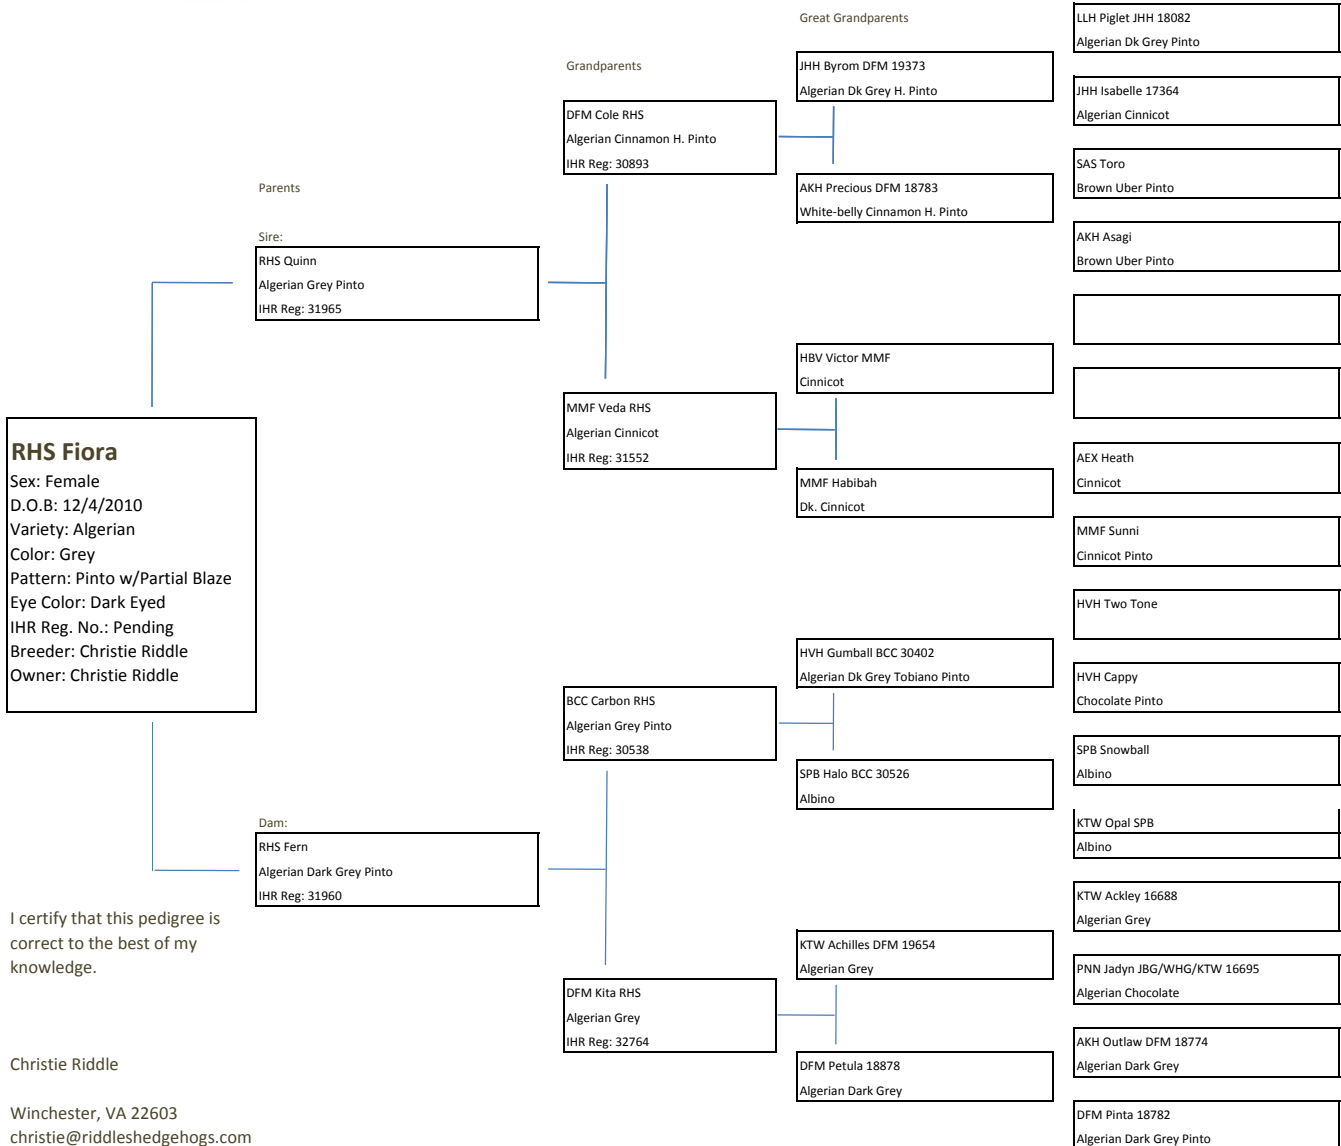 Great Grandparents
Grandparents
Parents
Sire:
RHS Quinn
Algerian Grey Pinto
IHR Reg: 31965
RHS Fiora
Sex: Female
D.O.B: 12/4/2010
Variety: Algerian
Color: Grey
Pattern: Pinto w/Partial Blaze
Eye Color: Dark Eyed
IHR Reg. No.: Pending
Breeder: Christie Riddle
Owner: Christie Riddle
Dam:
RHS Fern
Algerian Dark Grey Pinto
IHR Reg: 31960
I certify that this pedigree is
correct to the best of my
knowledge.
Christie Riddle
Winchester, VA 22603
christie@riddleshedgehogs.com
DFM Cole RHS
Algerian Cinnamon H. Pinto
IHR Reg: 30893
MMF Veda RHS
Algerian Cinnicot
IHR Reg: 31552
BCC Carbon RHS
Algerian Grey Pinto
IHR Reg: 30538
DFM Kita RHS
Algerian Grey
IHR Reg: 32764
JHH Byrom DFM 19373
Algerian Dk Grey H. Pinto
AKH Precious DFM 18783
White-belly Cinnamon H. Pinto
HBV Victor MMF
Cinnicot
MMF Habibah
Dk. Cinnicot
HVH Gumball BCC 30402
Algerian Dk Grey Tobiano Pinto
SPB Halo BCC 30526
Albino
KTW Achilles DFM 19654
Algerian Grey
DFM Petula 18878
Algerian Dark Grey
LLH Piglet JHH 18082
Algerian Dk Grey Pinto
JHH Isabelle 17364
Algerian Cinnicot
SAS Toro
Brown Uber Pinto
AKH Asagi
Brown Uber Pinto
AEX Heath
Cinnicot
MMF Sunni
Cinnicot Pinto
HVH Two Tone
HVH Cappy
Chocolate Pinto
SPB Snowball
Albino
KTW Opal SPB
Albino
KTW Ackley 16688
Algerian Grey
PNN Jadyn JBG/WHG/KTW 16695
Algerian Chocolate
AKH Outlaw DFM 18774
Algerian Dark Grey
DFM Pinta 18782
Algerian Dark Grey Pinto